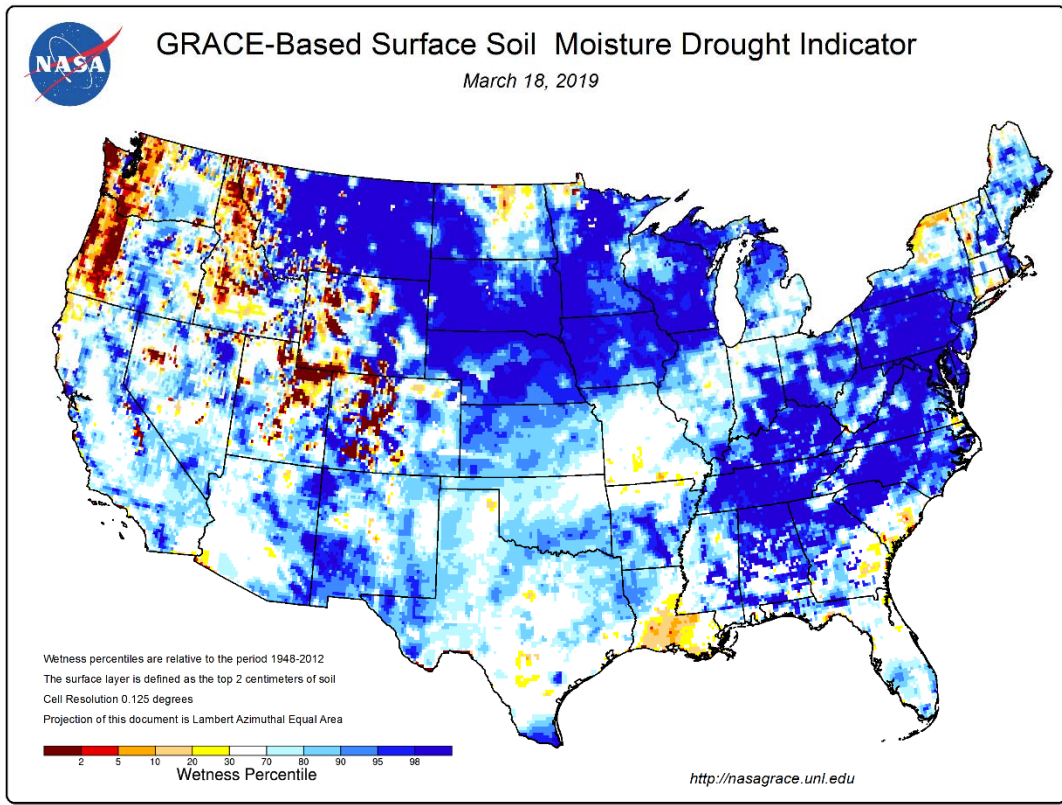 NASA
GRACE-Based Surface Soil  Moisture Drought Indicator
March 18, 2019
Wetness percentiles are relative to the period 1948-2012
The surface layer is defined as the top 2 centimeters of soil
Cell Resolution 0.125 degrees
Projection of this document is Lambert Azimuthal Equal Area
2 5 10 20 30 70 80 90 95 98
Wetness Percentile
http://nasagrace.unl.edu